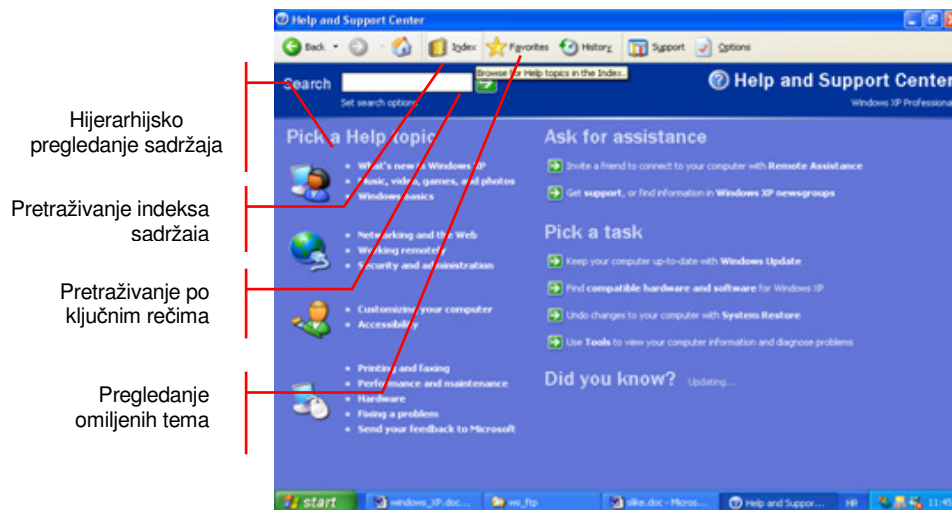 Help and Support Center
Back
Index
Favorites
History
Support
Options
Search
Browse for Help topics in the Index.
Help and Support Center
Set search options
Windows XP Professional
Hijerarhijsko
pregledanje sadržaja
Pretraživanje indeksa
sadržaia
Pretraživanje po
ključnim rečima
Pregledanje
omiljenih tema
Pick a Help topic
What's new in Windows XP
Music, video, games, and photos
Windows basics
Networking and the Web
Working remotely
Security and administration
Customizing your computer
Accessibility
Printing and faxing
Performance and maintenance
Hardware
Fixing a problem
Send your feedback to Microsoft
Ask for assistance
Invite a friend to connect to your computer with Remote Assistance
Get support, or find information in Windows XP newsgroups
Pick a task
Keep your computer up-to-date with Windows Update
Find compatible hardware and software for Windows XP
Undo changes to your computer with System Restore
Use Tools to view your computer information and diagnose problems
Did you know? Updating...
start
windows_XP.doc...
ws_ftp
slike.doc - Micros...
Help and Suppor...
HR
11:45